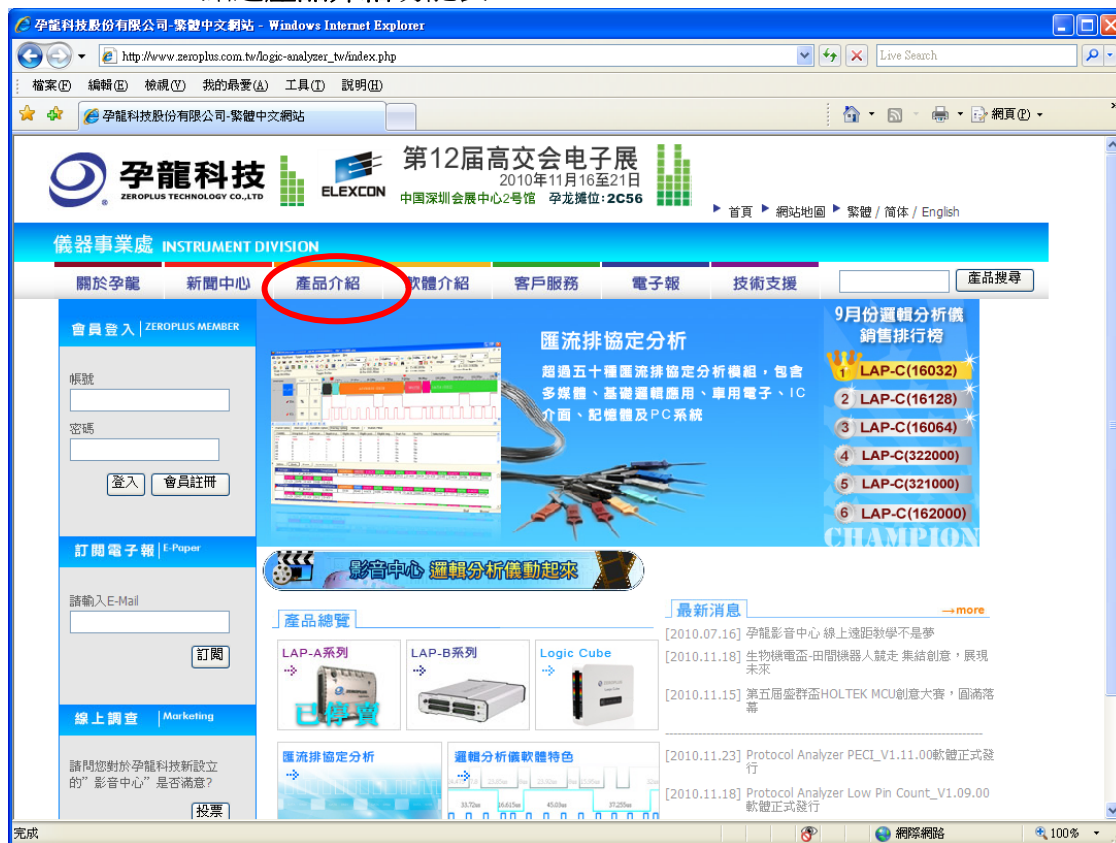 孕龍科技股份有限公司-繁體中文網站 - Windows Internet Explorer
http://www.zeroplus.com.tw/logic-analyzer_tw/index.php
Live Search
檔案(F) 編輯(E) 檢視(V) 我的最愛(A) 工具(T) 說明(H)
孕龍科技股份有限公司-繁體中文網站
網頁(P)
孕龍科技
ZEROPLUS TECHNOLOGY CO.,LTD
ELEXCON
第12届高交会电子展
2010年11月16至21日
中国深圳会展中心2号馆 孕龙摊位:2C56
首頁 網站地圖 繁體 / 简体 / English
儀器事業處 INSTRUMENT DIVISION
關於孕龍 新聞中心 產品介紹 軟體介紹 客戶服務 電子報 技術支援 產品搜尋
會員登入 ZEROPLUS MEMBER
帳號
密碼
登入 會員註冊
匯流排協定分析
超過五十種匯流排協定分析模組，包含
多媒體、基礎邏輯應用、車用電子、IC
介面、記憶體及PC系統
9月份邏輯分析儀
銷售排行榜
1 LAP-C(16032)
2 LAP-C(16128)
3 LAP-C(16064)
4 LAP-C(322000)
5 LAP-C(321000)
6 LAP-C(162000)
CHAMPION
訂閱電子報 E-Paper
請輸入E-Mail
訂閱
影音中心 邏輯分析儀動起來
產品總覽
LAP-A系列
已停賣
LAP-B系列
Logic Cube
匯流排協定分析
邏輯分析儀軟體特色
最新消息
→more
[2010.07.16] 孕龍影音中心 線上遠距教學不是夢
[2010.11.18] 生物機電盃-田間機器人競走 集結創意，展現
未來
[2010.11.15] 第五屆盛群盃HOLTEK MCU創意大賽，圓滿落
幕
[2010.11.23] Protocol Analyzer PECI_V1.11.00軟體正式發
行
[2010.11.18] Protocol Analyzer Low Pin Count_V1.09.00
軟體正式發行
線上調查 Marketing
請問您對於孕龍科技新設立
的”影音中心”是否滿意?
投票
完成
網際網路
100%